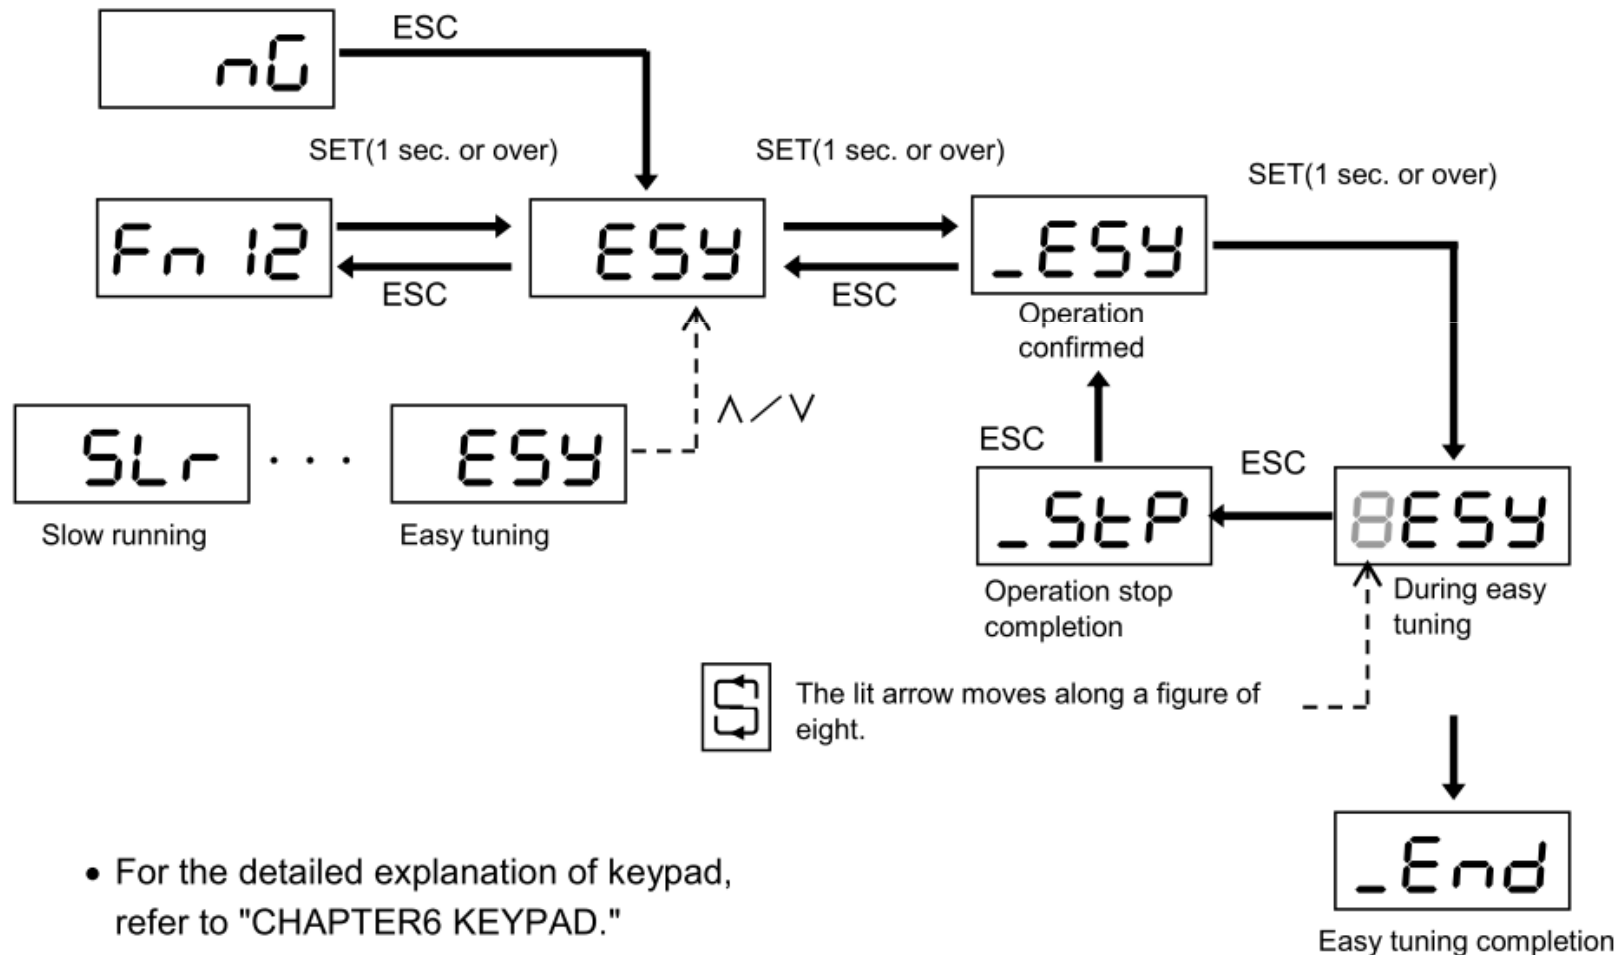 ESC
nG
SET(1 sec. or over)
SET(1 sec. or over)
SET(1 sec. or over)
Fn 12
ESY
_ESY
ESC
ESC
Operation
confirmed
∧／∨
SLr
. . .
ESY
ESC
ESC
_StP
8ESY
Slow running
Easy tuning
Operation stop
completion
During easy
tuning
The lit arrow moves along a figure of
eight.
_End
• For the detailed explanation of keypad,
refer to "CHAPTER6 KEYPAD."
Easy tuning completion